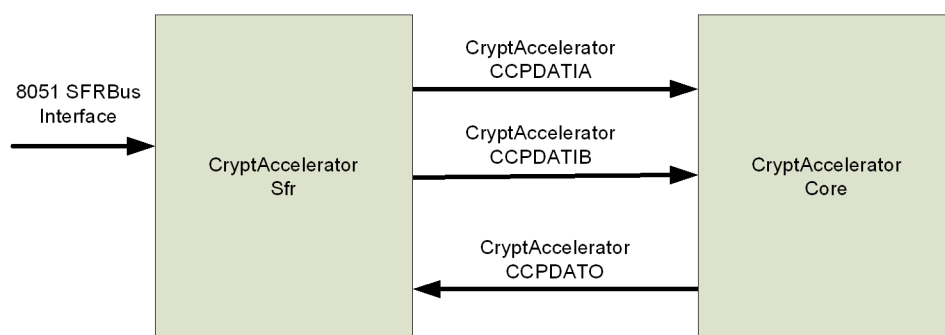 8051 SFRBus
Interface
CryptAccelerator
Sfr
CryptAccelerator
CCPDATIA
CryptAccelerator
CCPDATIB
CryptAccelerator
CCPDATO
CryptAccelerator
Core